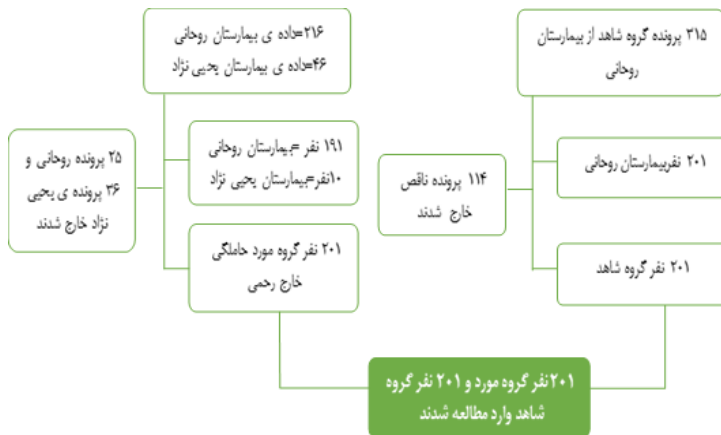 ۳۱۵ پرونده گروه شاهد از بیمارستان
روحانی
۲۰۱ نفربیمارستان روحانی
۱۱۴ پرونده ناقص
خارج شدند
۲۰۱ نفر گروه شاهد
۲۱۶=داده ی بیمارستان روحانی
۴۶=داده ی بیمارستان یحیی نژاد
۱۹۱ نفر =بیمارستان روحانی
۱۰نفر=بیمارستان یحیی نژاد
۲۵ پرونده روحانی و
۳۶ پرونده ی یحیی
نژاد خارج شدند
۲۰۱ نفر گروه مورد حاملگی
خارج رحمی
۲۰۱نفر گروه مورد و ۲۰۱ نفر گروه
شاهد وارد مطالعه شدند